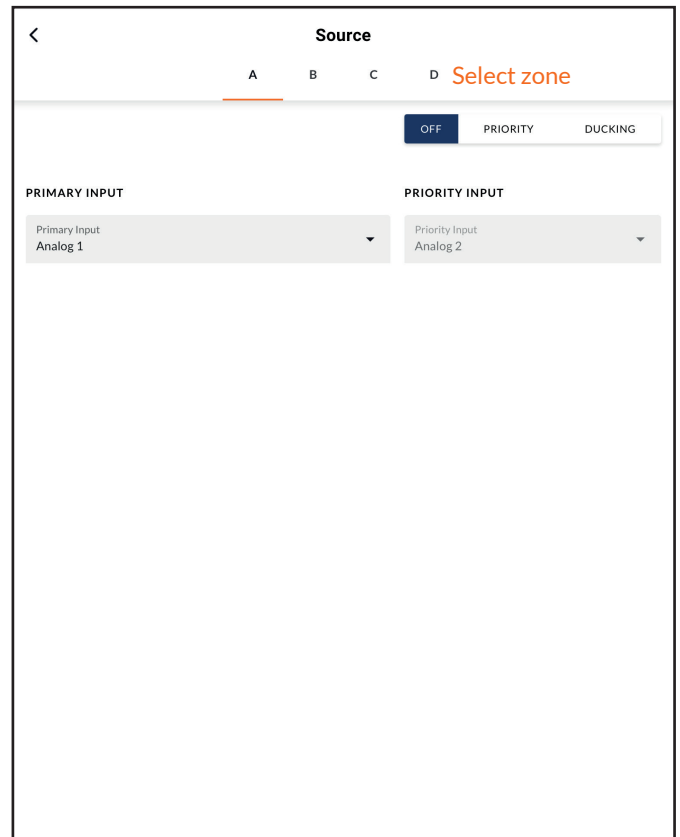 Source
A B C D Select zone
OFF PRIORITY DUCKING
PRIMARY INPUT PRIORITY INPUT
Primary Input Priority Input
Analog 1 Analog 2